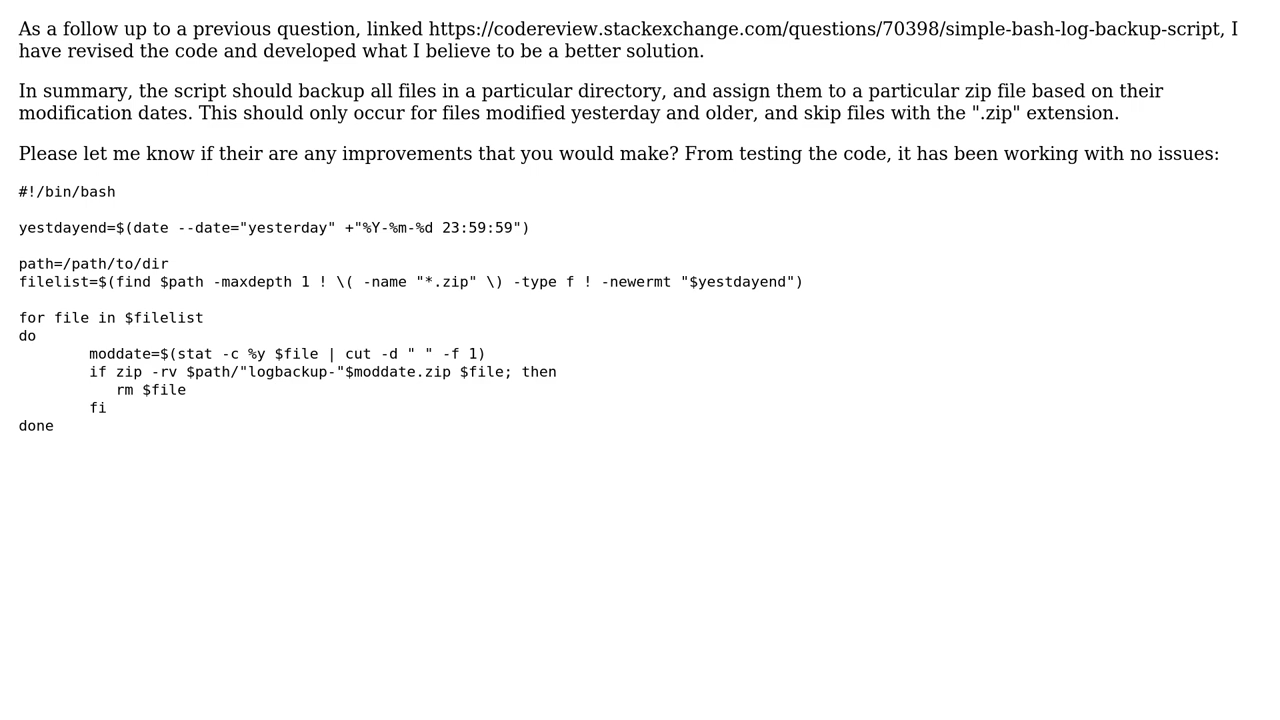 As a follow up to a previous question, linked https://codereview.stackexchange.com/questions/70398/simple-bash-log-backup-script, I
have revised the code and developed what I believe to be a better solution.
In summary, the script should backup all files in a particular directory, and assign them to a particular zip file based on their
modification dates. This should only occur for files modified yesterday and older, and skip files with the ".zip" extension.
Please let me know if their are any improvements that you would make? From testing the code, it has been working with no issues:
#!/bin/bash
yestdayend=$(date --date="yesterday" +"%Y-%m-%d 23:59:59")
path=/path/to/dir
filelist=$(find $path -maxdepth 1 ! \( -name "*.zip" \) -type f ! -newermt "$yestdayend")
for file in $filelist
do
        moddate=$(stat -c %y $file | cut -d " " -f 1)
        if zip -rv $path/"logbackup-"$moddate.zip $file; then
           rm $file
        fi
done